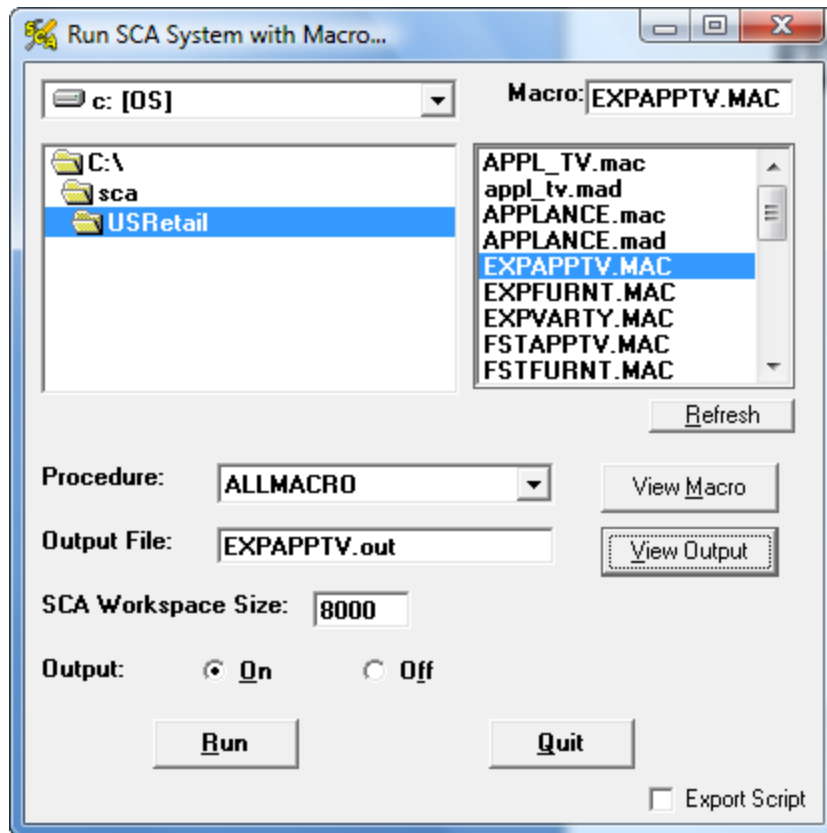 Run SCA System with Macro...
c: [OS]
Macro: EXPAPPTV.MAC
C:\
sca
USRetail
APPL_TV.mac
appl_tv.mad
APPLANCE.mac
APPLANCE.mad
EXPAPPTV.MAC
EXPFURNT.MAC
EXPVARTY.MAC
FSTAPPTV.MAC
FSTFURNT.MAC
Refresh
Procedure: ALLMACRO
View Macro
Output File: EXPAPPTV.out
View Output
SCA Workspace Size: 8000
Output: On Off
Run Quit
Export Script